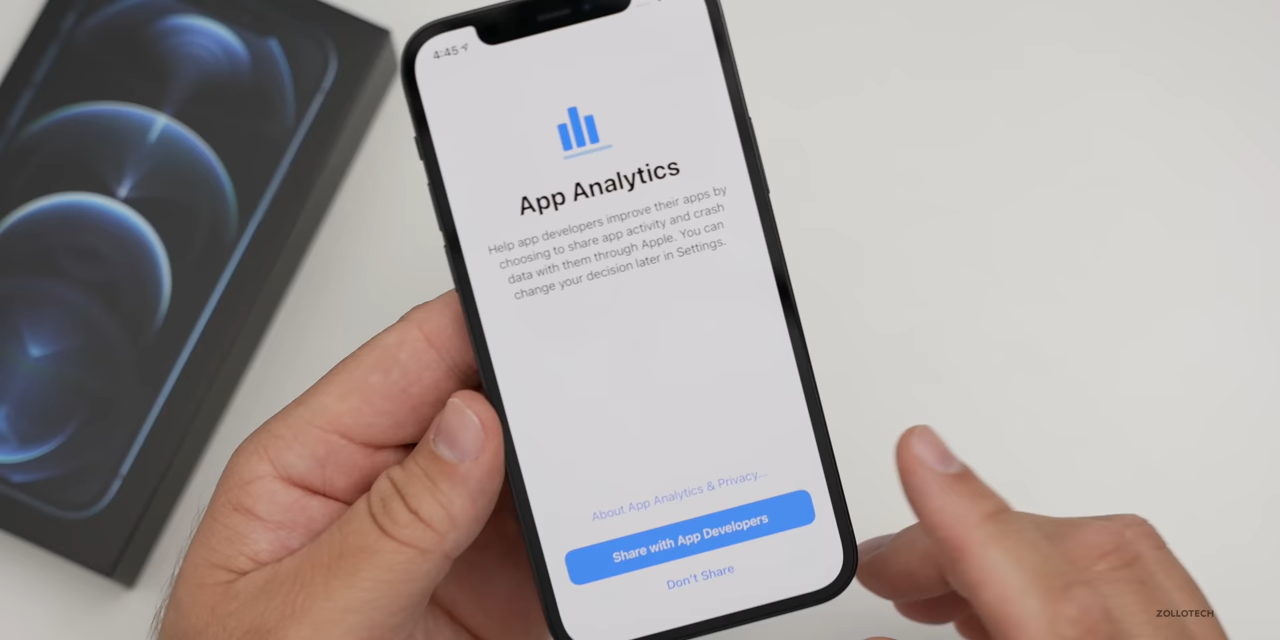 4:45
App Analytics
Help app developers improve their apps by
choosing to share app activity and crash
data with them through Apple. You can
change your decision later in Settings.
About App Analytics & Privacy...
Share with App Developers
Don't Share
ZOLLOTECH